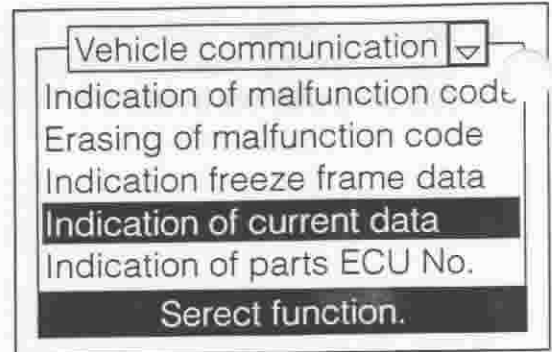 Vehicle communication
Indication of malfunction code
Erasing of malfunction code
Indication freeze frame data
Indication of current data
Indication of parts ECU No.
Serect function.